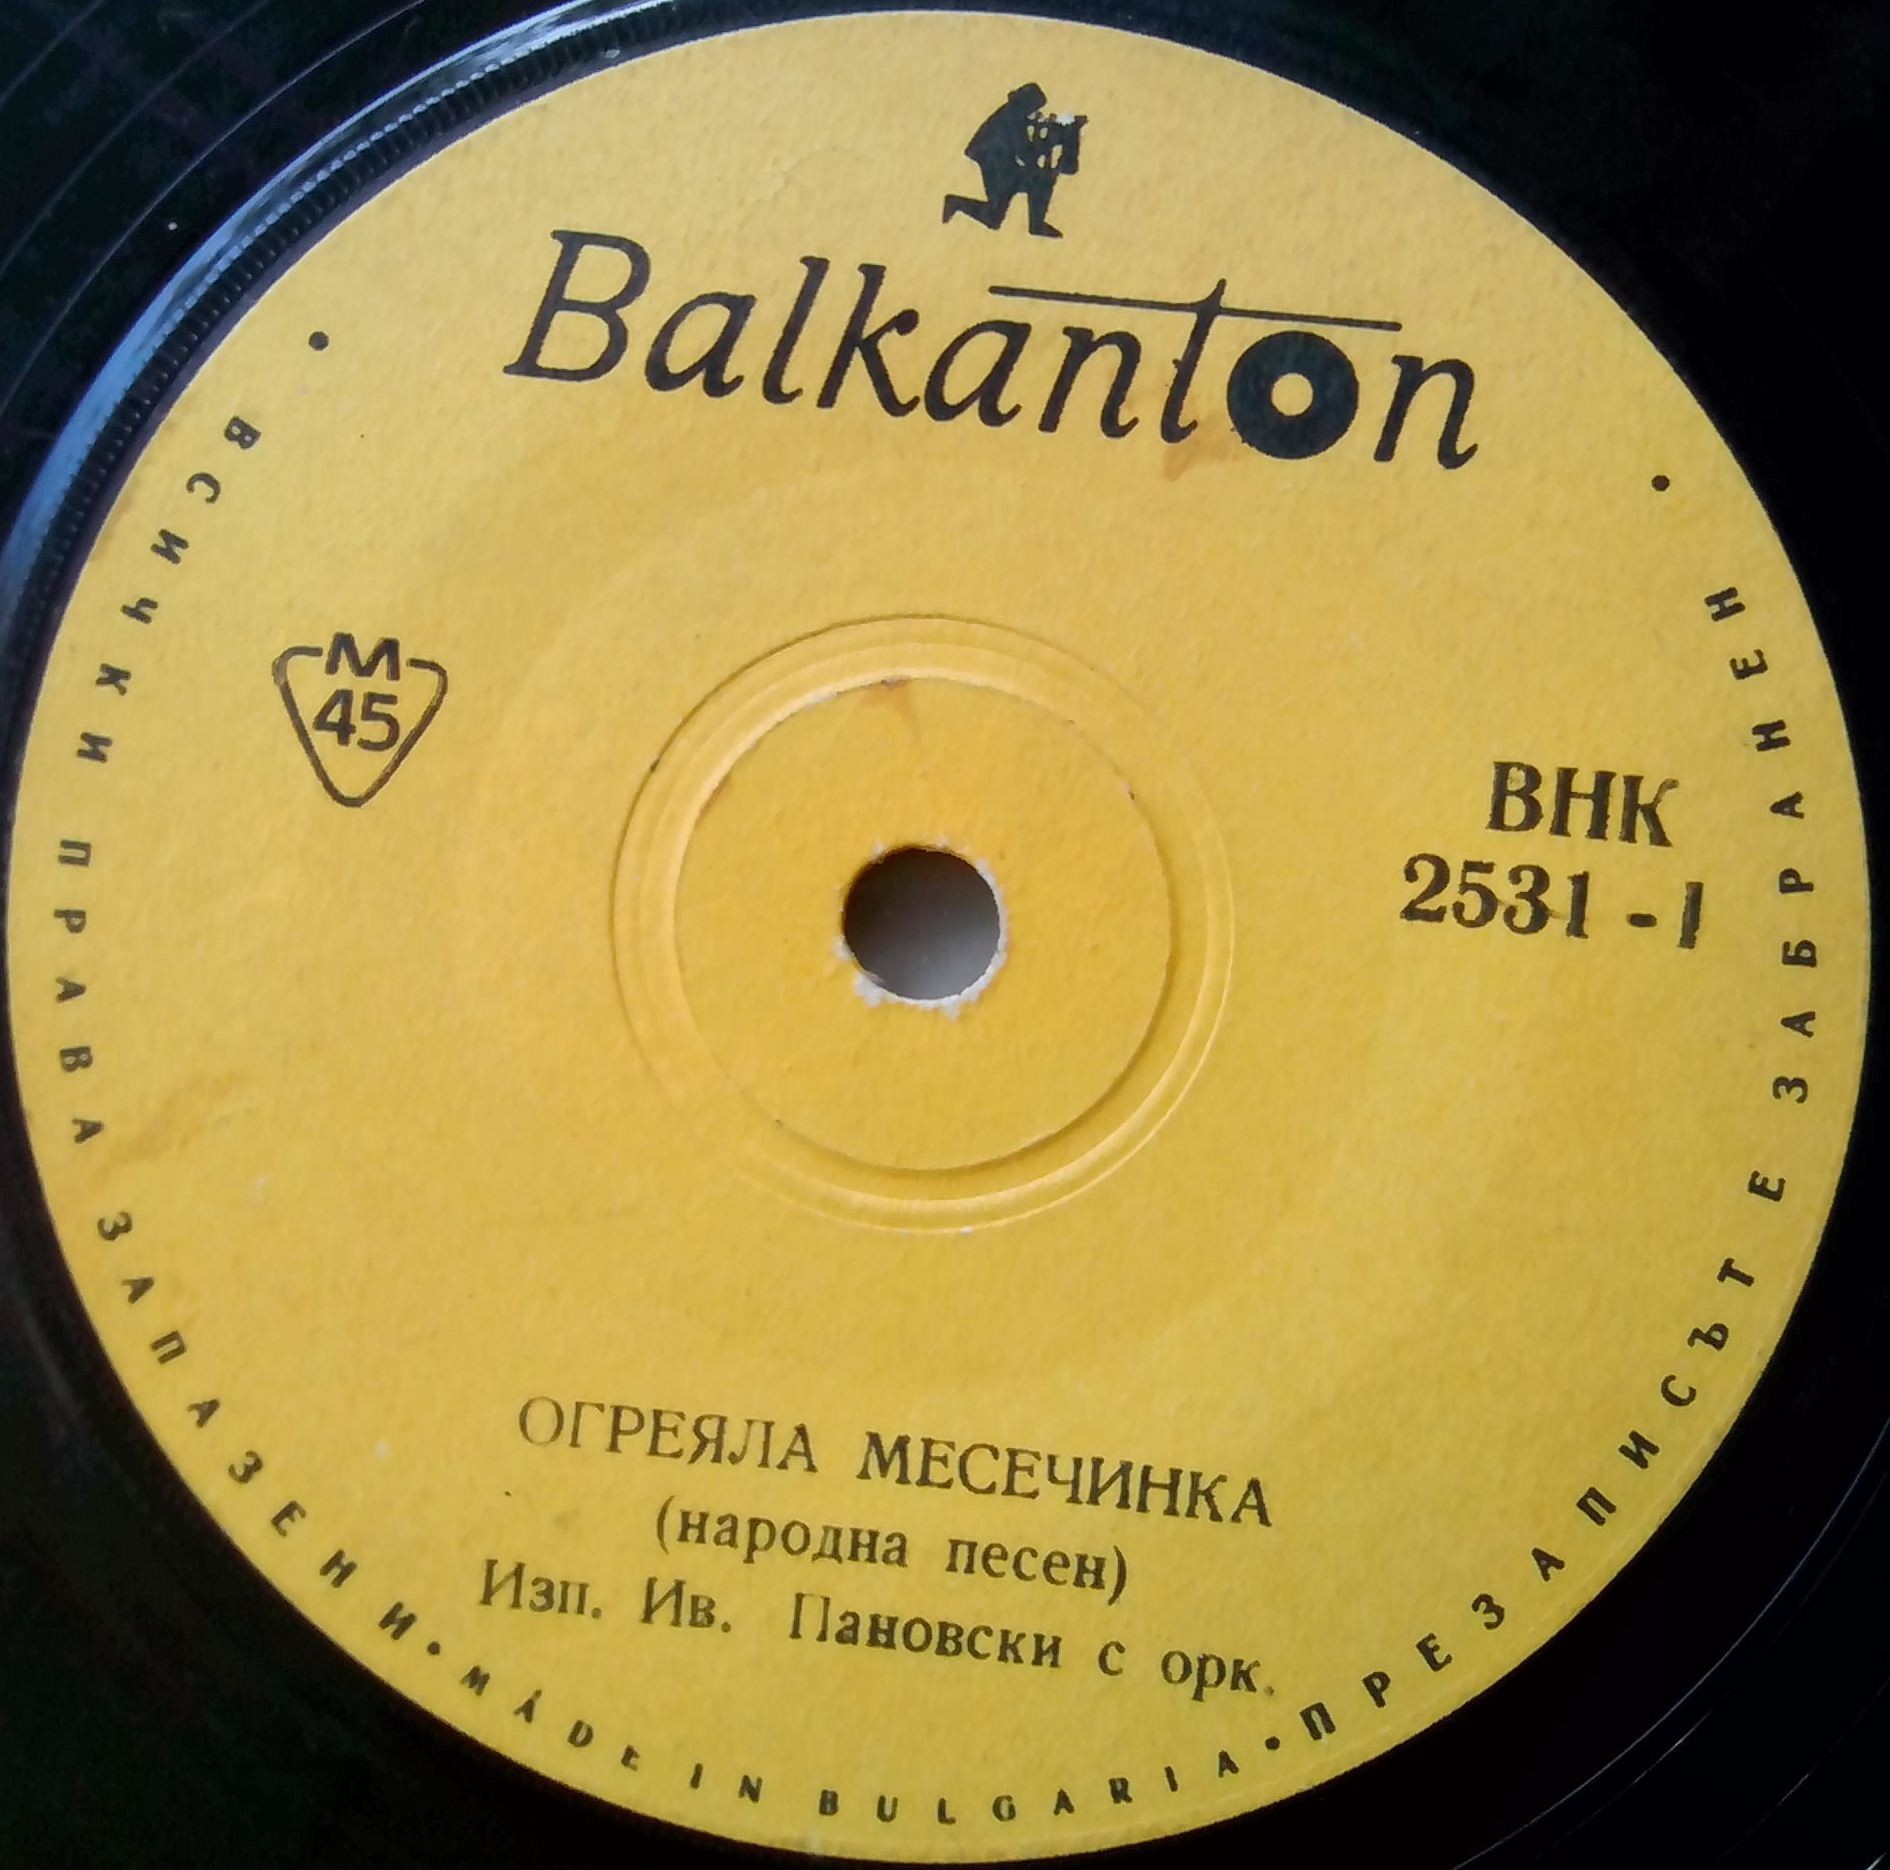 Balkanton
M
45
ВНК
2531 - I
ОГРЕЯЛА МЕСЕЧИНКА
(народна песен)
Изп. Ив. Пановски с орк.
• ВСИЧКИ ПРАВА ЗАПАЗЕНИ • MADE IN BULGARIA • ПРЕЗАПИСЪТ Е ЗАБРАНЕН •